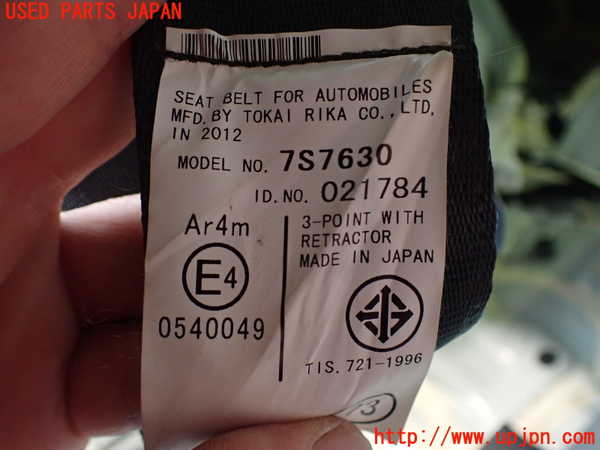 USED PARTS JAPAN
SEAT BELT FOR AUTOMOBILES
MFD. BY TOKAI RIKA CO., LTD.
IN 2012
MODEL NO. 7S7630
ID. NO. 021784
Ar4m
E4
0540049
3-POINT WITH
RETRACTOR
MADE IN JAPAN
TIS. 721-1996
http://www.upjpn.com/